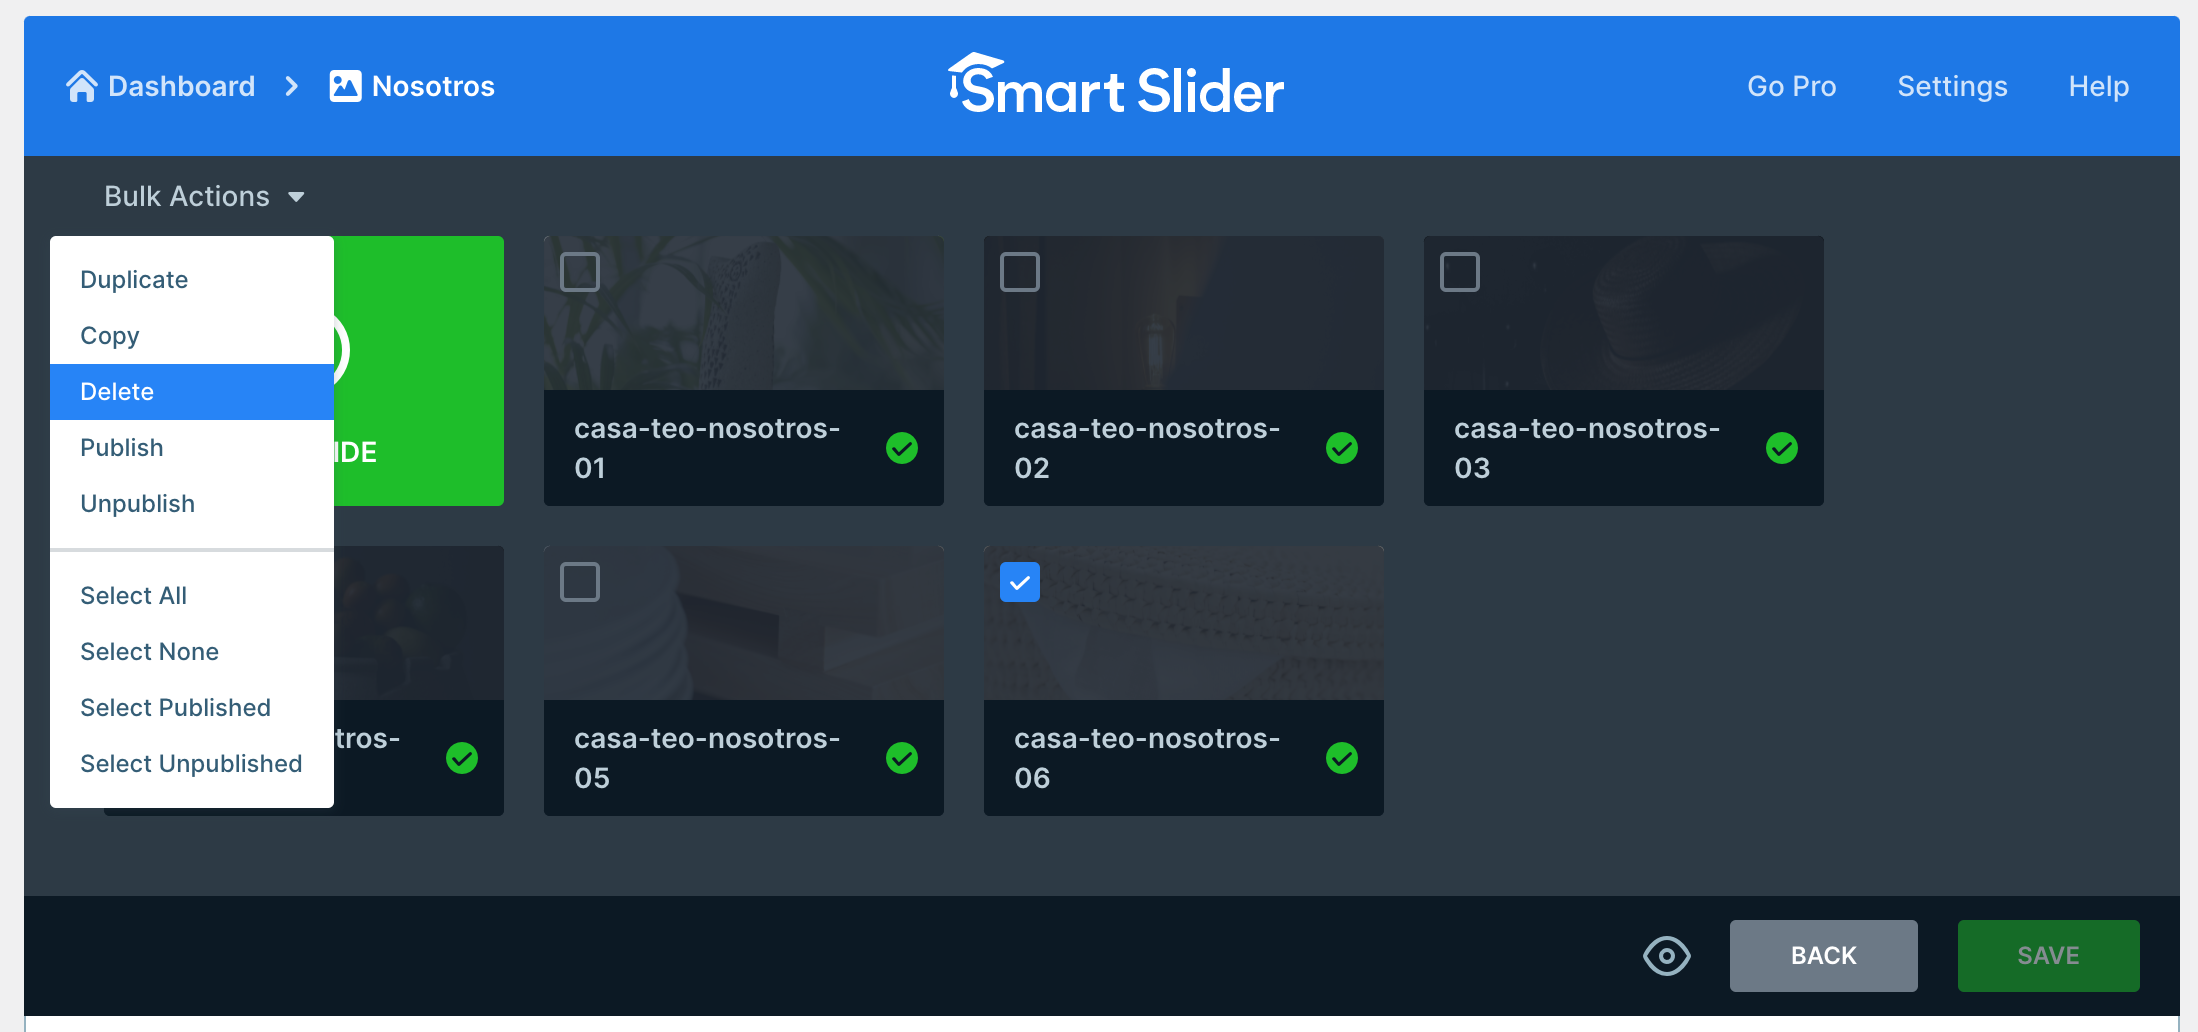 Dashboard
Nosotros
Smart Slider
Go Pro
Settings
Help
Bulk Actions
Duplicate
Copy
Delete
Publish
Unpublish
Select All
Select None
Select Published
Select Unpublished
IDE
casa-teo-nosotros-
01
casa-teo-nosotros-
02
casa-teo-nosotros-
03
tros-
casa-teo-nosotros-
05
casa-teo-nosotros-
06
BACK
SAVE